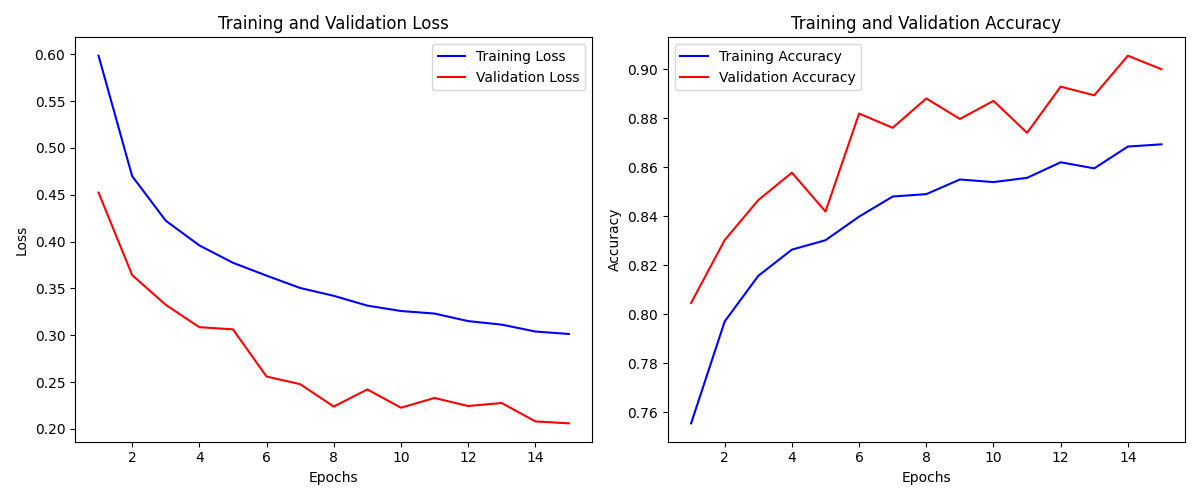 Training and Validation Loss
Training Loss
Validation Loss
Loss
0.60
0.55
0.50
0.45
0.40
0.35
0.30
0.25
0.20
2 4 6 8 10 12 14
Epochs
Training and Validation Accuracy
Training Accuracy
Validation Accuracy
Accuracy
0.90
0.88
0.86
0.84
0.82
0.80
0.78
0.76
2 4 6 8 10 12 14
Epochs